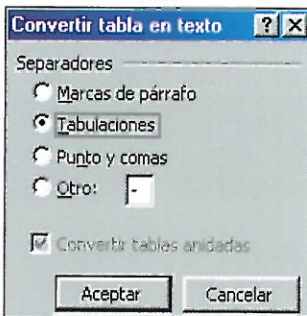 Convertir tabla en texto ? ×
Separadores
Marcas de párrafo
Tabulaciones
Punto y comas
Otro: -
Convertir tablas anidadas
Aceptar Cancelar